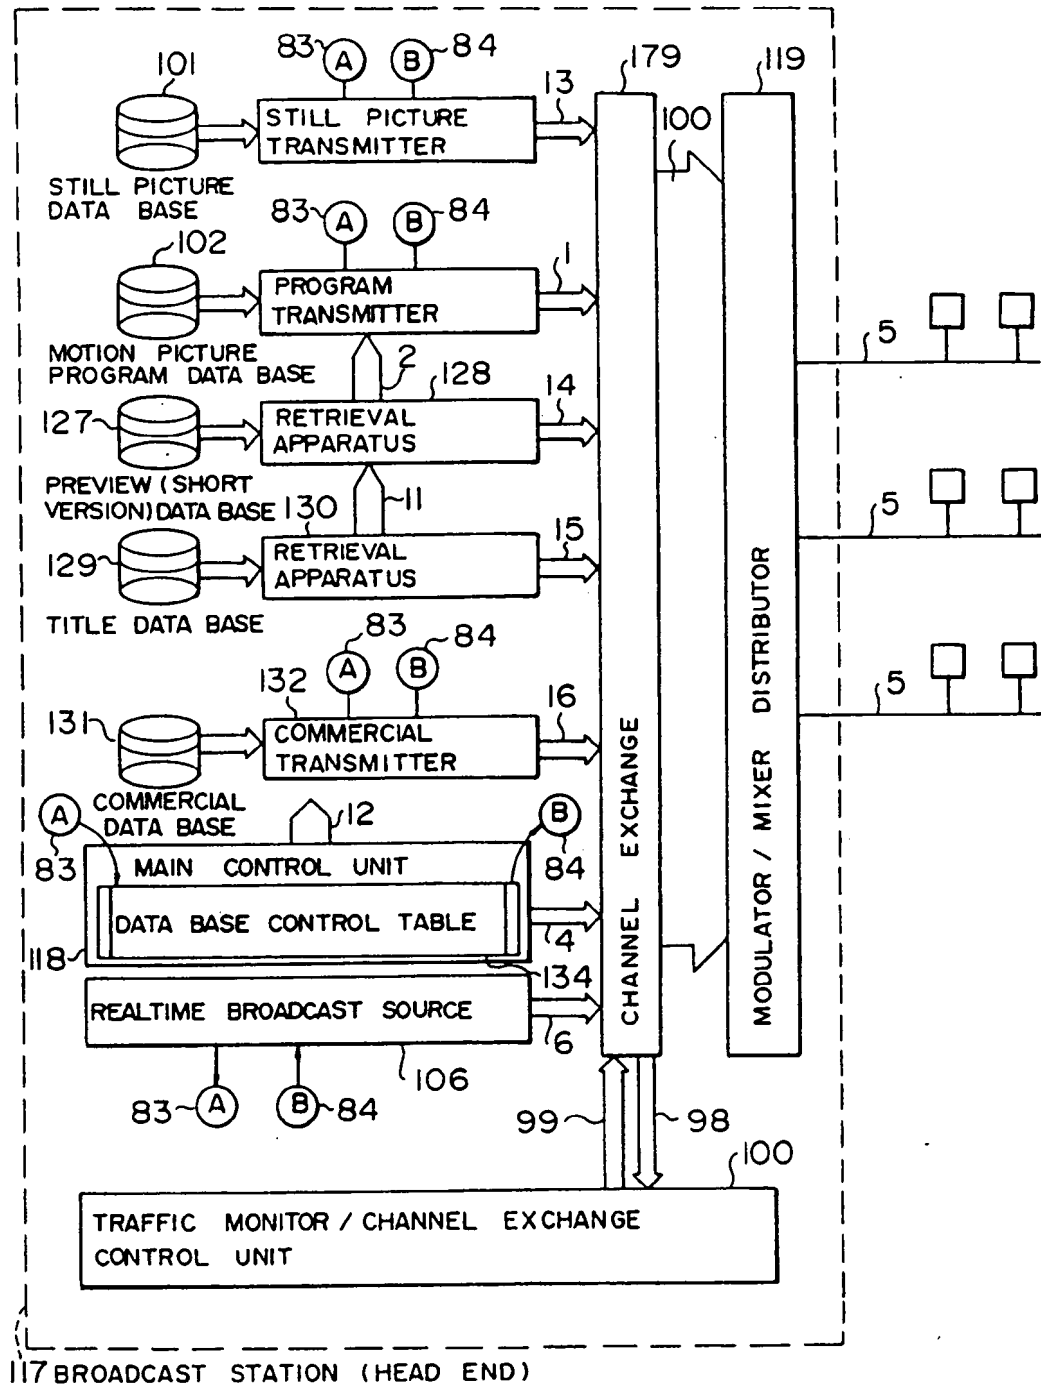 83 A B 84
101 179 119
13
STILL PICTURE
TRANSMITTER
100
STILL PICTURE
DATA BASE
83 A B 84
102
1
PROGRAM
TRANSMITTER
MOTION PICTURE
PROGRAM DATA BASE
2 128
5
127
14
RETRIEVAL
APPARATUS
PREVIEW (SHORT
VERSION) DATA BASE
130 11
15
5
129
RETRIEVAL
APPARATUS
TITLE DATA BASE
83 84
A B
132
16
5
131
COMMERCIAL
TRANSMITTER
COMMERCIAL
DATA BASE
A 83
12
B 84
MAIN CONTROL UNIT
DATA BASE CONTROL TABLE
118
4
134
REALTIME BROADCAST SOURCE
6
106
83 A B 84
CHANNEL EXCHANGE
MODULATOR / MIXER DISTRIBUTOR
99 98
100
TRAFFIC MONITOR / CHANNEL EXCHANGE
CONTROL UNIT
117 BROADCAST STATION (HEAD END)